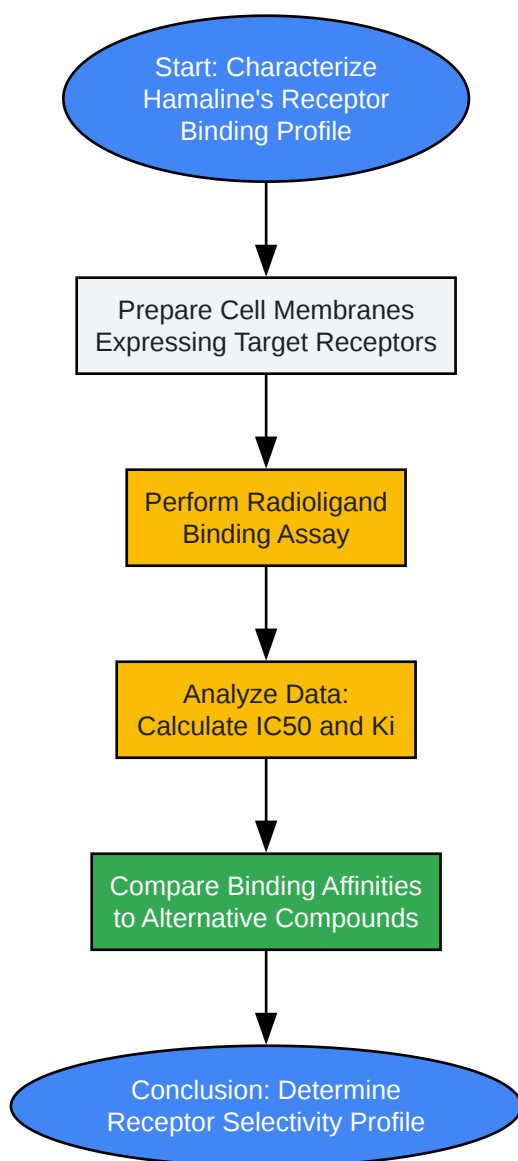 Start: Characterize
Hamaline's Receptor
Binding Profile
Prepare Cell Membranes
Expressing Target Receptors
Perform Radioligand
Binding Assay
Analyze Data:
Calculate IC50 and Ki
Compare Binding Affinities
to Alternative Compounds
Conclusion: Determine
Receptor Selectivity Profile